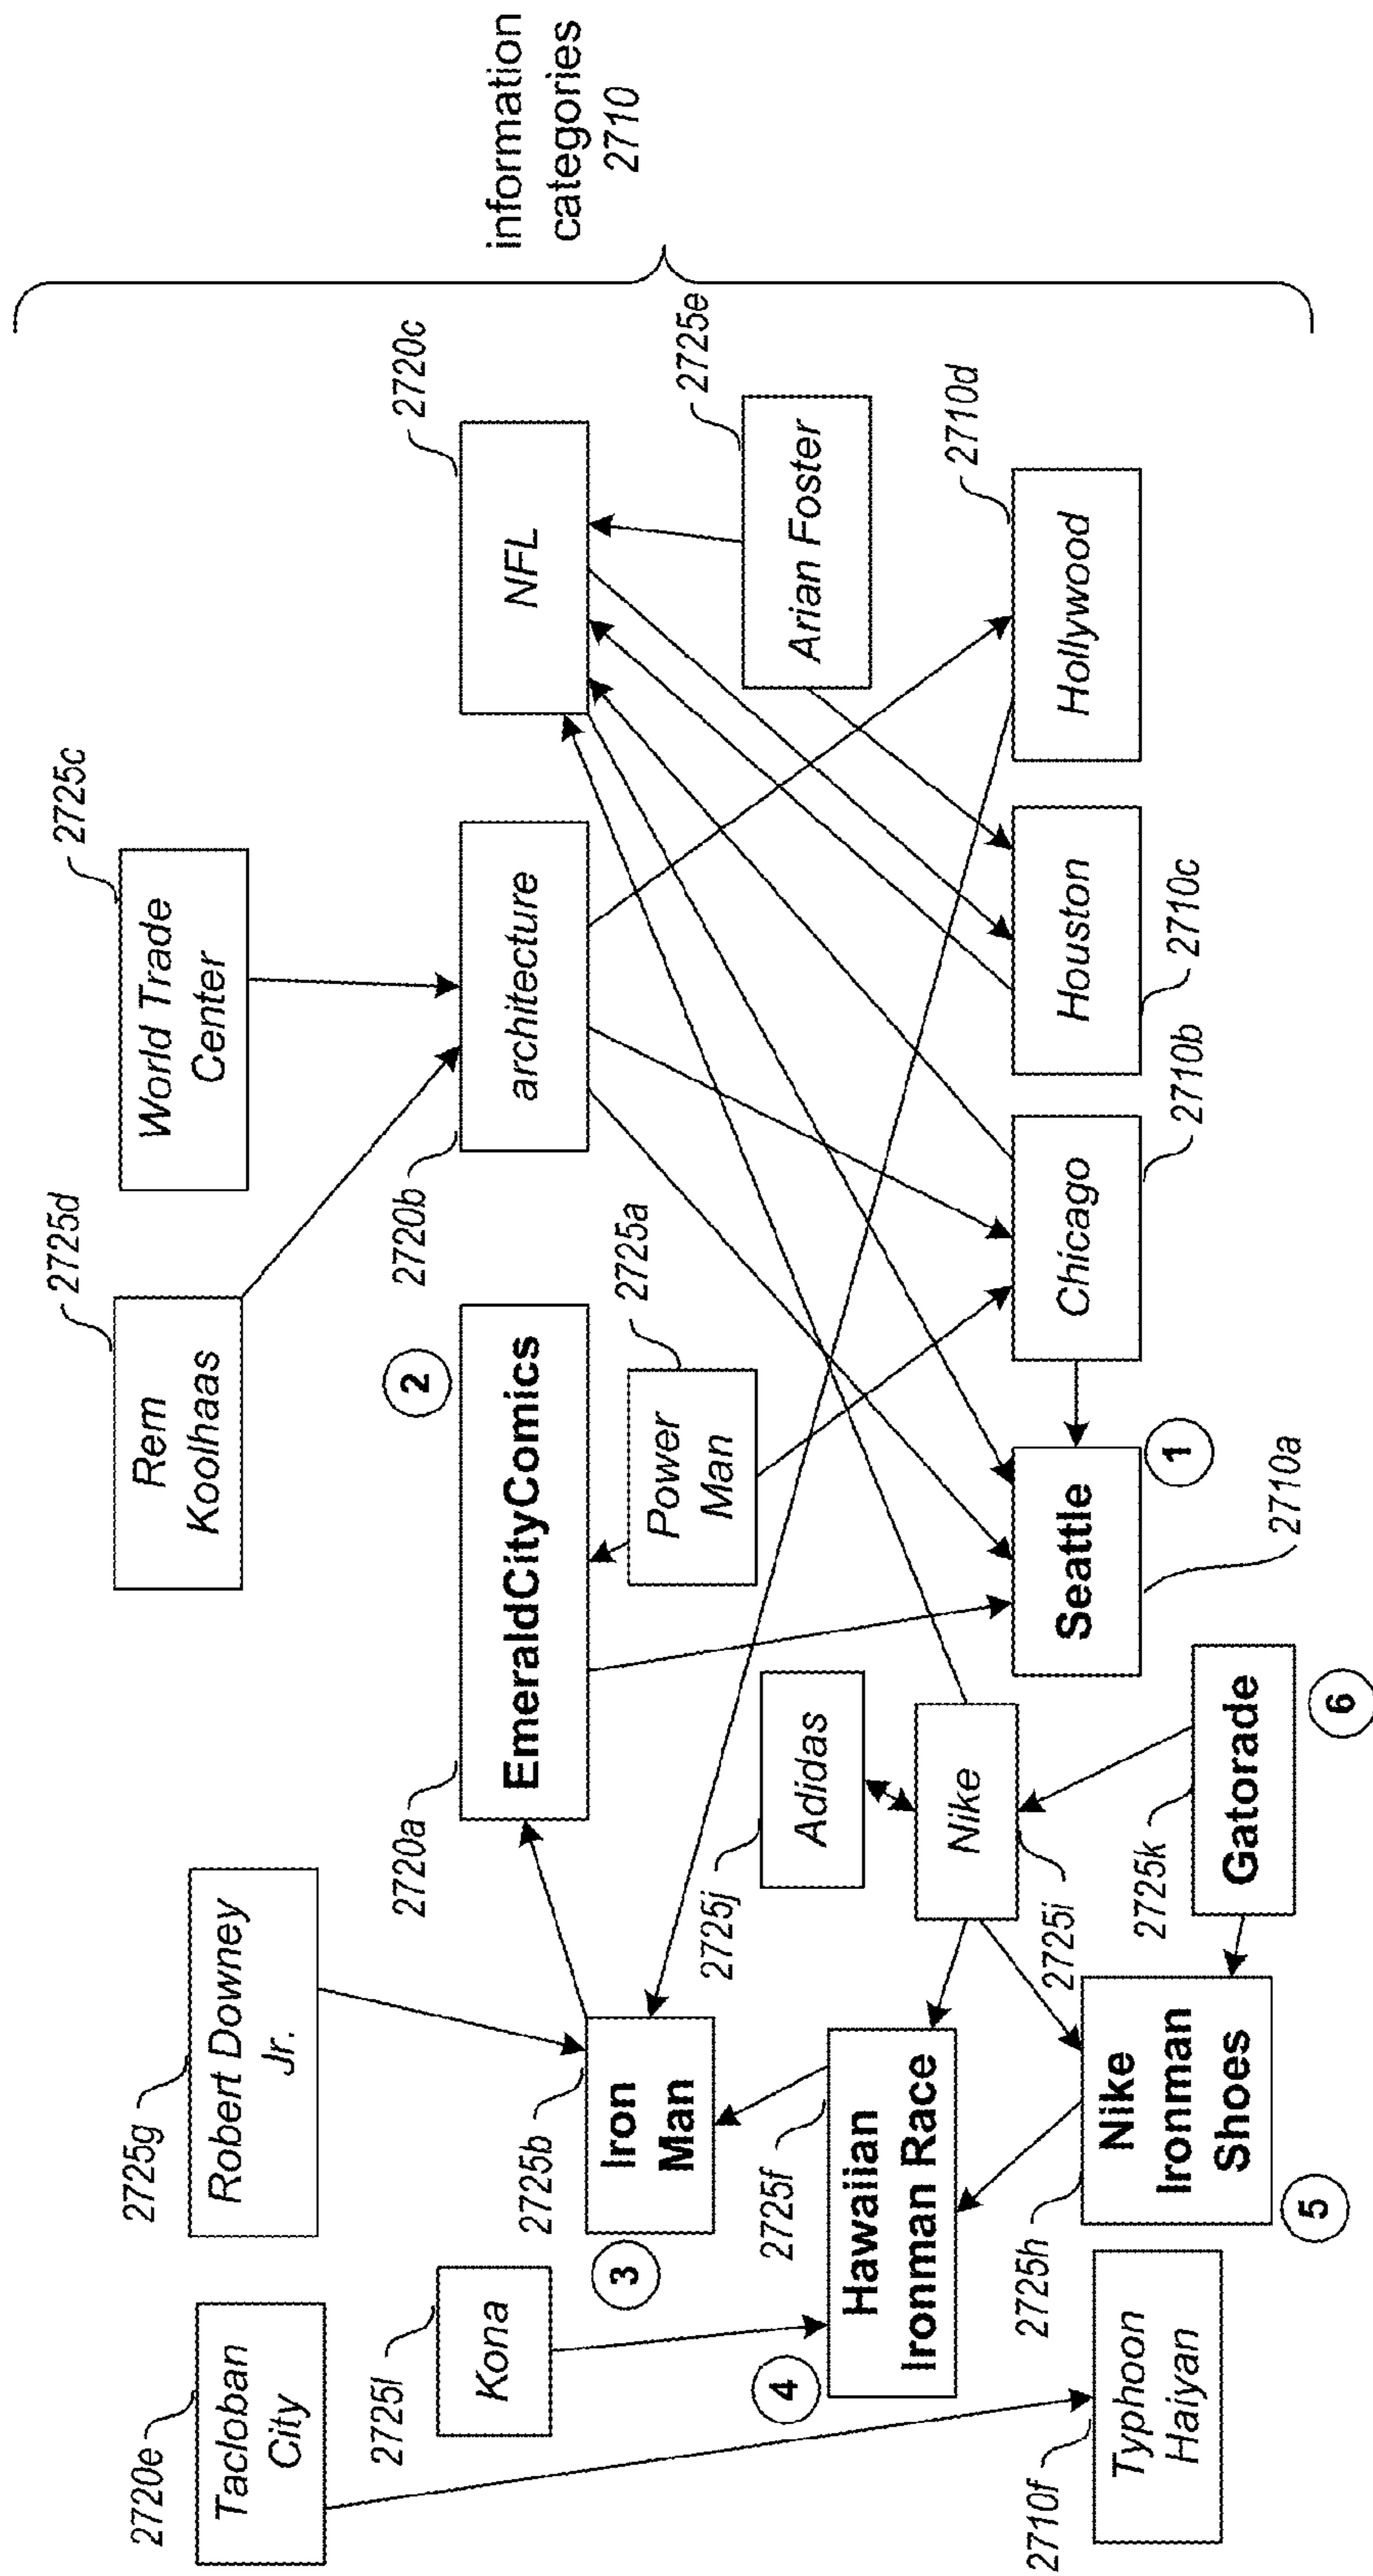 2720e
Tacloban
City
2725g
Robert Downey
Jr.
2725d
Rem
Koolhaas
2725c
World Trade
Center
2725l
Kona
2720a
EmeraldCityComics
2
2720b
architecture
2720c
NFL
information
categories
2710
3
2725b
Iron
Man
Power
Man
2725a
2725j
Adidas
Arian Foster
2725e
4
2725f
Hawaiian
Ironman Race
Nike
2725i
2710f
Typhoon
Haiyan
2725h
Nike
Ironman
Shoes
5
2725k
Gatorade
6
Seattle
1
2710a
Chicago
2710b
Houston
2710c
Hollywood
2710d